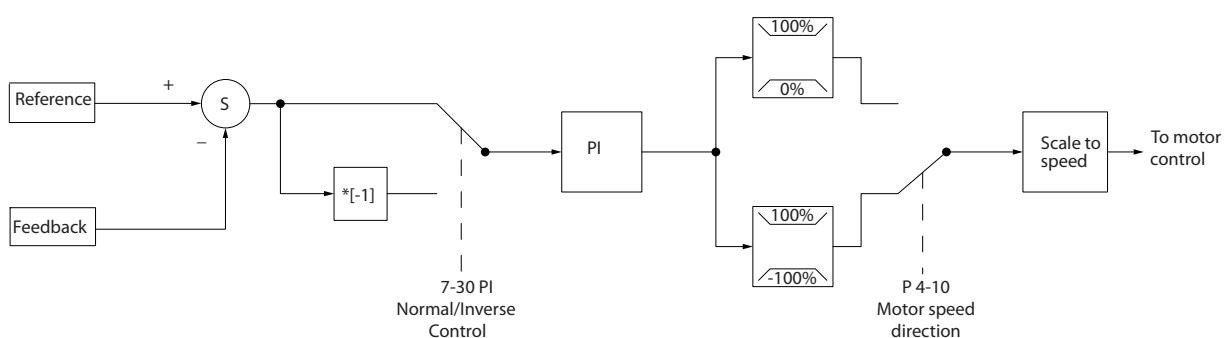 Reference
+
S
–
Feedback
*[-1]
7-30 PI
Normal/Inverse
Control
PI
100%
0%
100%
-100%
P 4-10
Motor speed
direction
Scale to
speed
To motor
control